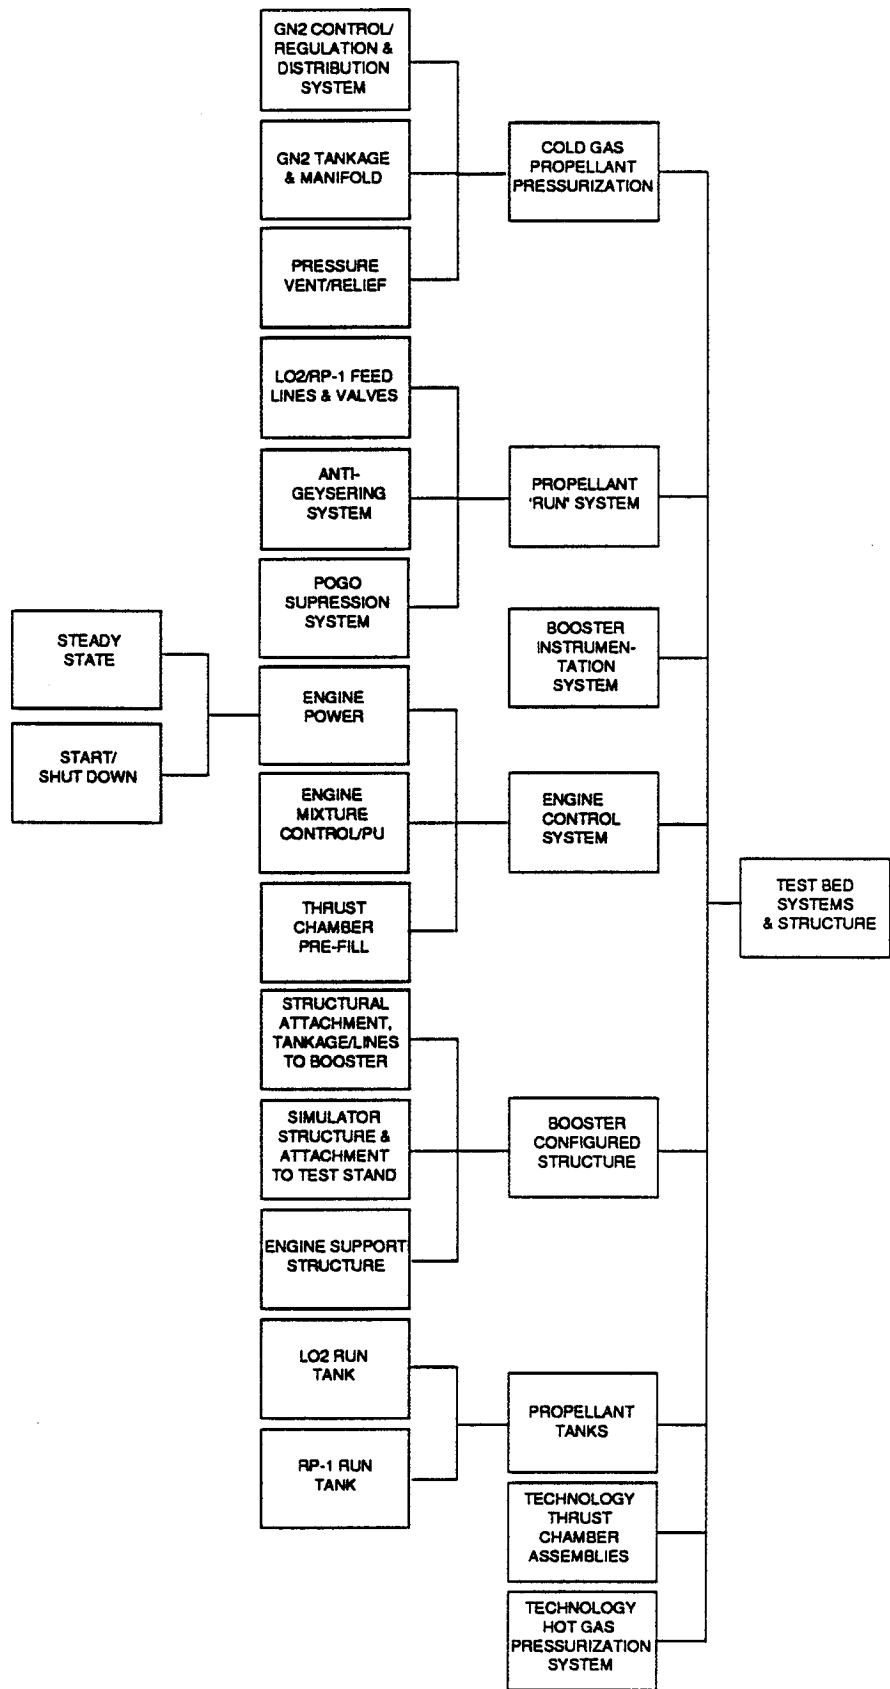 GN2 CONTROL/
REGULATION &
DISTRIBUTION
SYSTEM
GN2 TANKAGE
& MANIFOLD
COLD GAS
PROPELLANT
PRESSURIZATION
PRESSURE
VENT/RELIEF
LO2/RP-1 FEED
LINES & VALVES
ANTI-
GEYSERING
SYSTEM
PROPELLANT
'RUN' SYSTEM
POGO
SUPRESSION
SYSTEM
STEADY
STATE
BOOSTER
INSTRUMEN-
TATION
SYSTEM
ENGINE
POWER
START/
SHUT DOWN
ENGINE
MIXTURE
CONTROL/PU
ENGINE
CONTROL
SYSTEM
THRUST
CHAMBER
PRE-FILL
TEST BED
SYSTEMS
& STRUCTURE
STRUCTURAL
ATTACHMENT,
TANKAGE/LINES
TO BOOSTER
SIMULATOR
STRUCTURE &
ATTACHMENT
TO TEST STAND
BOOSTER
CONFIGURED
STRUCTURE
ENGINE SUPPORT
STRUCTURE
LO2 RUN
TANK
PROPELLANT
TANKS
RP-1 RUN
TANK
TECHNOLOGY
THRUST
CHAMBER
ASSEMBLIES
TECHNOLOGY
HOT GAS
PRESSURIZATION
SYSTEM